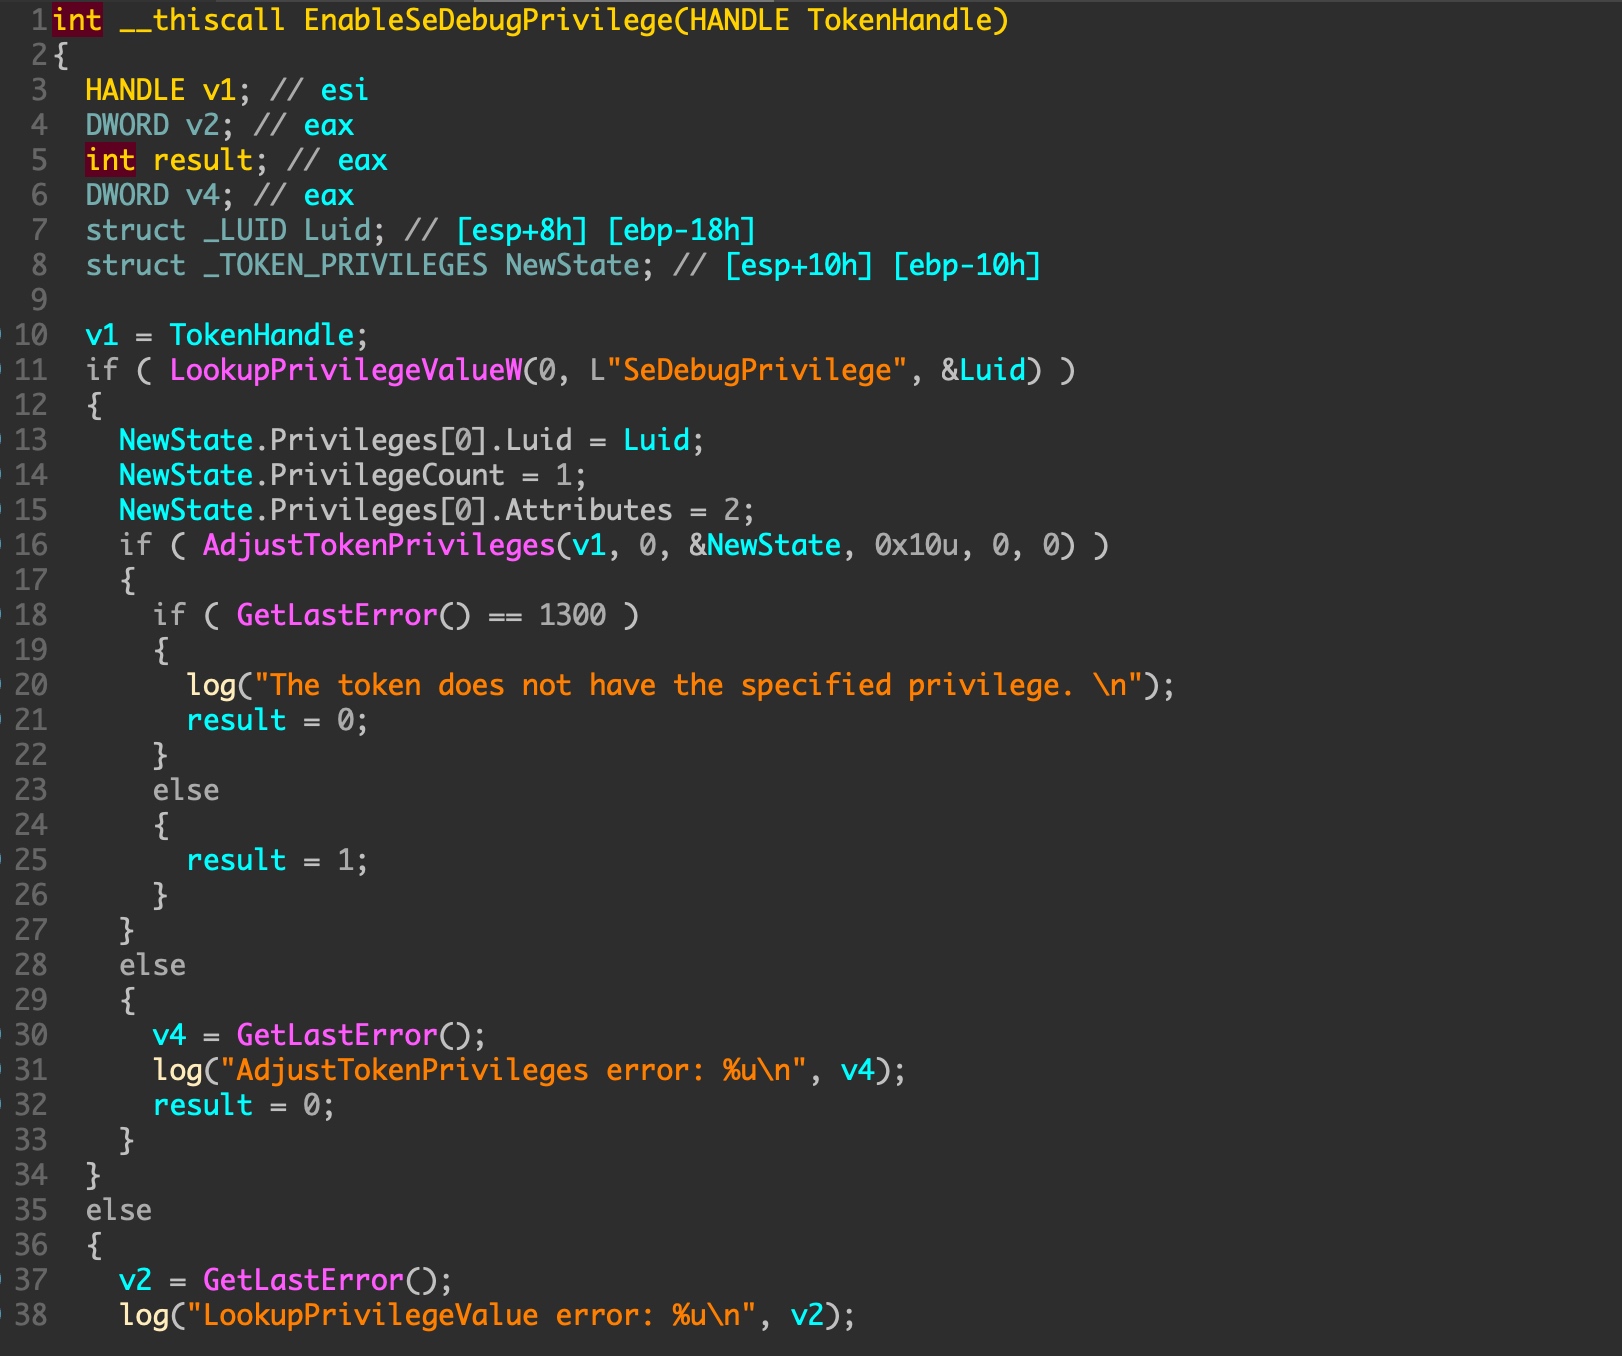 1 int __thiscall EnableSeDebugPrivilege(HANDLE TokenHandle)
2 {
3   HANDLE v1; // esi
4   DWORD v2; // eax
5   int result; // eax
6   DWORD v4; // eax
7   struct _LUID Luid; // [esp+8h] [ebp-18h]
8   struct _TOKEN_PRIVILEGES NewState; // [esp+10h] [ebp-10h]
9
10   v1 = TokenHandle;
11   if ( LookupPrivilegeValueW(0, L"SeDebugPrivilege", &Luid) )
12   {
13     NewState.Privileges[0].Luid = Luid;
14     NewState.PrivilegeCount = 1;
15     NewState.Privileges[0].Attributes = 2;
16     if ( AdjustTokenPrivileges(v1, 0, &NewState, 0x10u, 0, 0) )
17     {
18       if ( GetLastError() == 1300 )
19       {
20         log("The token does not have the specified privilege. \n");
21         result = 0;
22       }
23       else
24       {
25         result = 1;
26       }
27     }
28     else
29     {
30       v4 = GetLastError();
31       log("AdjustTokenPrivileges error: %u\n", v4);
32       result = 0;
33     }
34   }
35   else
36   {
37     v2 = GetLastError();
38     log("LookupPrivilegeValue error: %u\n", v2);